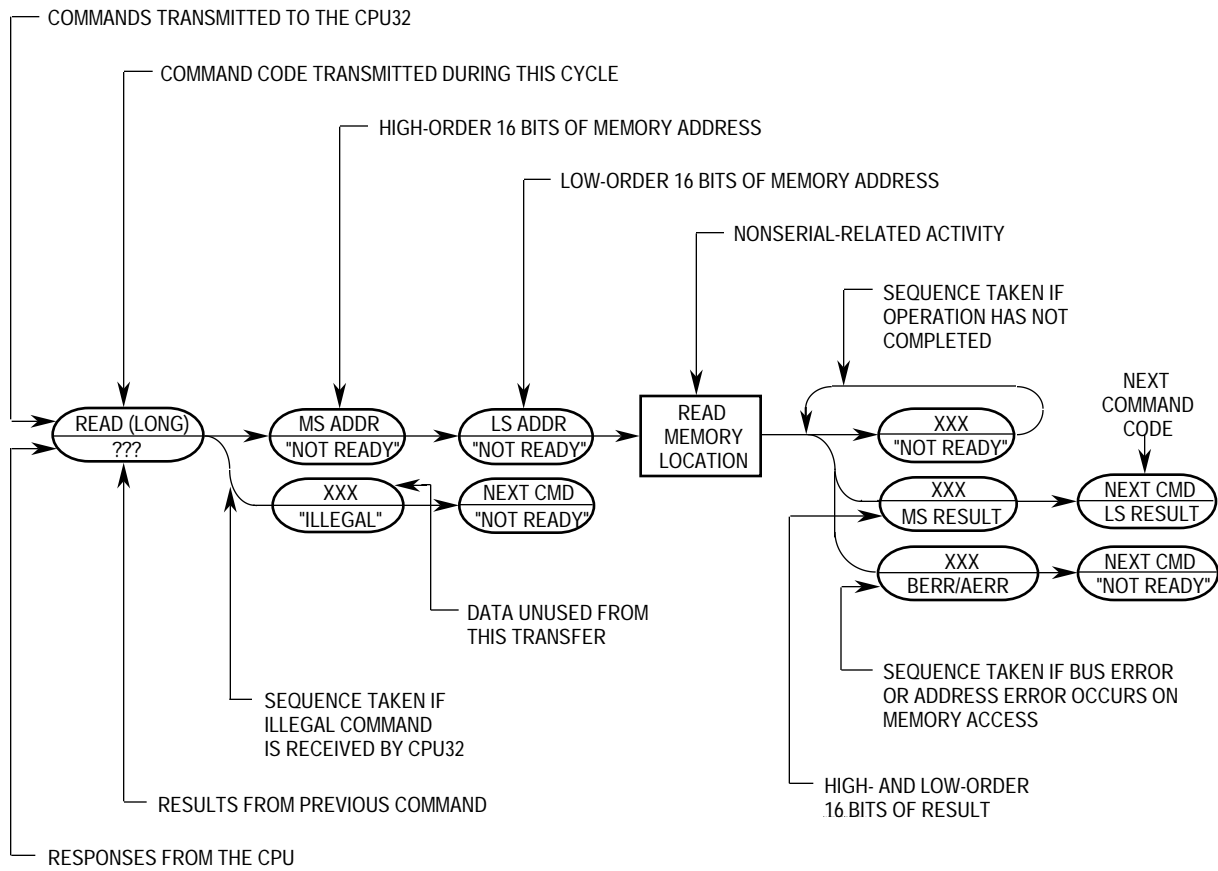 COMMANDS TRANSMITTED TO THE CPU32
COMMAND CODE TRANSMITTED DURING THIS CYCLE
HIGH-ORDER 16 BITS OF MEMORY ADDRESS
LOW-ORDER 16 BITS OF MEMORY ADDRESS
NONSERIAL-RELATED ACTIVITY
SEQUENCE TAKEN IF
OPERATION HAS NOT
COMPLETED
NEXT
COMMAND
CODE
READ (LONG)
???
MS ADDR
"NOT READY"
LS ADDR
"NOT READY"
READ
MEMORY
LOCATION
XXX
"NOT READY"
XXX
"ILLEGAL"
NEXT CMD
"NOT READY"
XXX
MS RESULT
NEXT CMD
LS RESULT
XXX
BERR/AERR
NEXT CMD
"NOT READY"
DATA UNUSED FROM
THIS TRANSFER
SEQUENCE TAKEN IF
ILLEGAL COMMAND
IS RECEIVED BY CPU32
SEQUENCE TAKEN IF BUS ERROR
OR ADDRESS ERROR OCCURS ON
MEMORY ACCESS
RESULTS FROM PREVIOUS COMMAND
HIGH- AND LOW-ORDER
16 BITS OF RESULT
RESPONSES FROM THE CPU